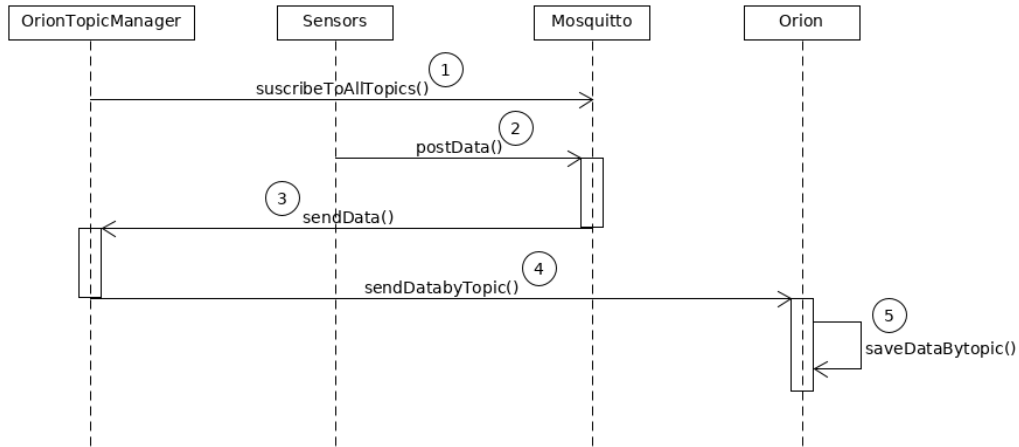 OrionTopicManager
Sensors
Mosquitto
Orion
1
suscribeToAllTopics()
2
postData()
3
sendData()
4
sendDatabyTopic()
5
saveDataBytopic()